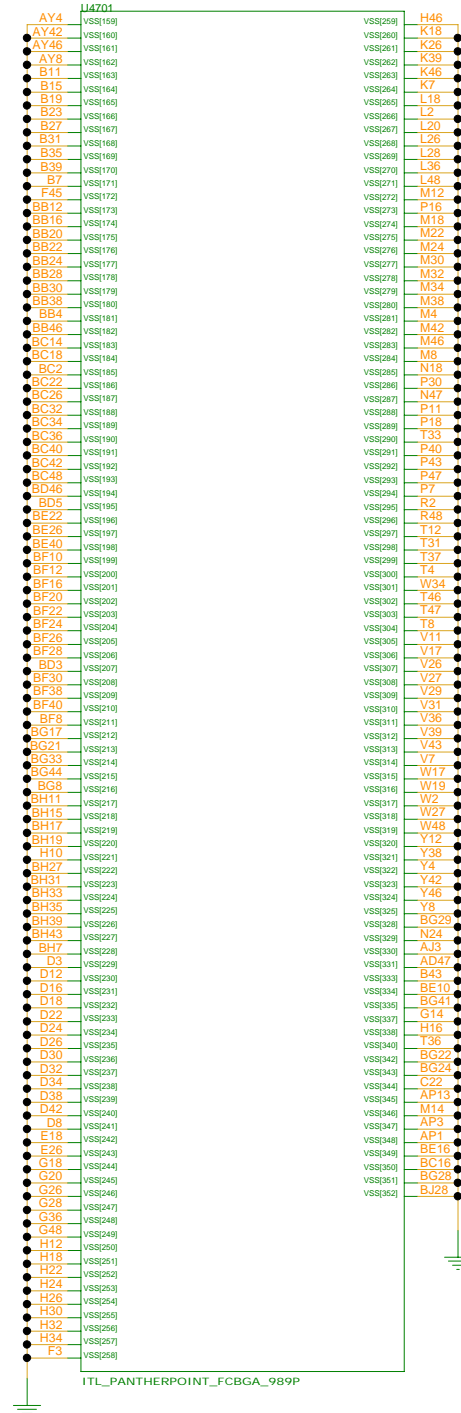 U4701
AY4 VSS[159]
AY42 VSS[160]
AY46 VSS[161]
AY8 VSS[162]
B11 VSS[163]
B15 VSS[164]
B19 VSS[165]
B23 VSS[166]
B27 VSS[167]
B31 VSS[168]
B35 VSS[169]
B39 VSS[170]
B7 VSS[171]
F45 VSS[172]
BB12 VSS[173]
BB16 VSS[174]
BB20 VSS[175]
BB22 VSS[176]
BB24 VSS[177]
BB28 VSS[178]
BB30 VSS[179]
BB38 VSS[180]
BB4 VSS[181]
BB46 VSS[182]
BC14 VSS[183]
BC18 VSS[184]
BC2 VSS[185]
BC22 VSS[186]
BC26 VSS[187]
BC32 VSS[188]
BC34 VSS[189]
BC36 VSS[190]
BC40 VSS[191]
BC42 VSS[192]
BC48 VSS[193]
BD46 VSS[194]
BD5 VSS[195]
BE22 VSS[196]
BE26 VSS[197]
BE40 VSS[198]
BF10 VSS[199]
BF12 VSS[200]
BF16 VSS[201]
BF20 VSS[202]
BF22 VSS[203]
BF24 VSS[204]
BF26 VSS[205]
BF28 VSS[206]
BD3 VSS[207]
BF30 VSS[208]
BF38 VSS[209]
BF40 VSS[210]
BF8 VSS[211]
BG17 VSS[212]
BG21 VSS[213]
BG33 VSS[214]
BG44 VSS[215]
BG8 VSS[216]
BH11 VSS[217]
BH15 VSS[218]
BH17 VSS[219]
BH19 VSS[220]
H10 VSS[221]
BH27 VSS[222]
BH31 VSS[223]
BH33 VSS[224]
BH35 VSS[225]
BH39 VSS[226]
BH43 VSS[227]
BH7 VSS[228]
D3 VSS[229]
D12 VSS[230]
D16 VSS[231]
D18 VSS[232]
D22 VSS[233]
D24 VSS[234]
D26 VSS[235]
D30 VSS[236]
D32 VSS[237]
D34 VSS[238]
D38 VSS[239]
D42 VSS[240]
D8 VSS[241]
E18 VSS[242]
E26 VSS[243]
G18 VSS[244]
G20 VSS[245]
G26 VSS[246]
G28 VSS[247]
G36 VSS[248]
G48 VSS[249]
H12 VSS[250]
H18 VSS[251]
H22 VSS[252]
H24 VSS[253]
H26 VSS[254]
H30 VSS[255]
H32 VSS[256]
H34 VSS[257]
F3 VSS[258]
VSS[259] H46
VSS[260] K18
VSS[261] K26
VSS[262] K39
VSS[263] K46
VSS[264] K7
VSS[265] L18
VSS[266] L2
VSS[267] L20
VSS[268] L26
VSS[269] L28
VSS[270] L36
VSS[271] L48
VSS[272] M12
VSS[273] P16
VSS[274] M18
VSS[275] M22
VSS[276] M24
VSS[277] M30
VSS[278] M32
VSS[279] M34
VSS[280] M38
VSS[281] M4
VSS[282] M42
VSS[283] M46
VSS[284] M8
VSS[285] N18
VSS[286] P30
VSS[287] N47
VSS[288] P11
VSS[289] P18
VSS[290] T33
VSS[291] P40
VSS[292] P43
VSS[293] P47
VSS[294] P7
VSS[295] R2
VSS[296] R48
VSS[297] T12
VSS[298] T31
VSS[299] T37
VSS[300] T4
VSS[301] W34
VSS[302] T46
VSS[303] T47
VSS[304] T8
VSS[305] V11
VSS[306] V17
VSS[307] V26
VSS[308] V27
VSS[309] V29
VSS[310] V31
VSS[311] V36
VSS[312] V39
VSS[313] V43
VSS[314] V7
VSS[315] W17
VSS[316] W19
VSS[317] W2
VSS[318] W27
VSS[319] W48
VSS[320] Y12
VSS[321] Y38
VSS[322] Y4
VSS[323] Y42
VSS[324] Y46
VSS[325] Y8
VSS[328] BG29
VSS[329] N24
VSS[330] AJ3
VSS[331] AD47
VSS[333] B43
VSS[334] BE10
VSS[335] BG41
VSS[337] G14
VSS[338] H16
VSS[340] T36
VSS[342] BG22
VSS[343] BG24
VSS[344] C22
VSS[345] AP13
VSS[346] M14
VSS[347] AP3
VSS[348] AP1
VSS[349] BE16
VSS[350] BC16
VSS[351] BG28
VSS[352] BJ28
ITL_PANTHERPOINT_FCBGA_989P